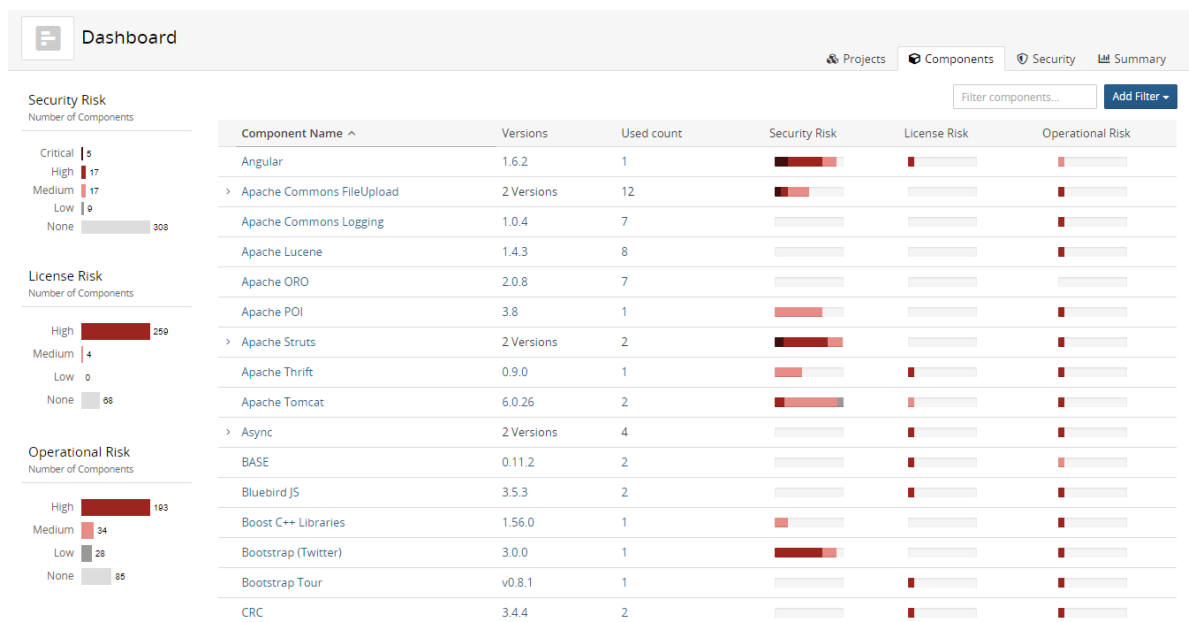 Dashboard
Projects Components Security Summary
Filter components... Add Filter
Security Risk
Number of Components
Critical 5
High 17
Medium 17
Low 9
None 308
License Risk
Number of Components
High 259
Medium 4
Low 0
None 68
Operational Risk
Number of Components
High 193
Medium 34
Low 28
None 85
Component Name Versions Used count Security Risk License Risk Operational Risk
Angular 1.6.2 1
Apache Commons FileUpload 2 Versions 12
Apache Commons Logging 1.0.4 7
Apache Lucene 1.4.3 8
Apache ORO 2.0.8 7
Apache POI 3.8 1
Apache Struts 2 Versions 2
Apache Thrift 0.9.0 1
Apache Tomcat 6.0.26 2
Async 2 Versions 4
BASE 0.11.2 2
Bluebird JS 3.5.3 2
Boost C++ Libraries 1.56.0 1
Bootstrap (Twitter) 3.0.0 1
Bootstrap Tour v0.8.1 1
CRC 3.4.4 2